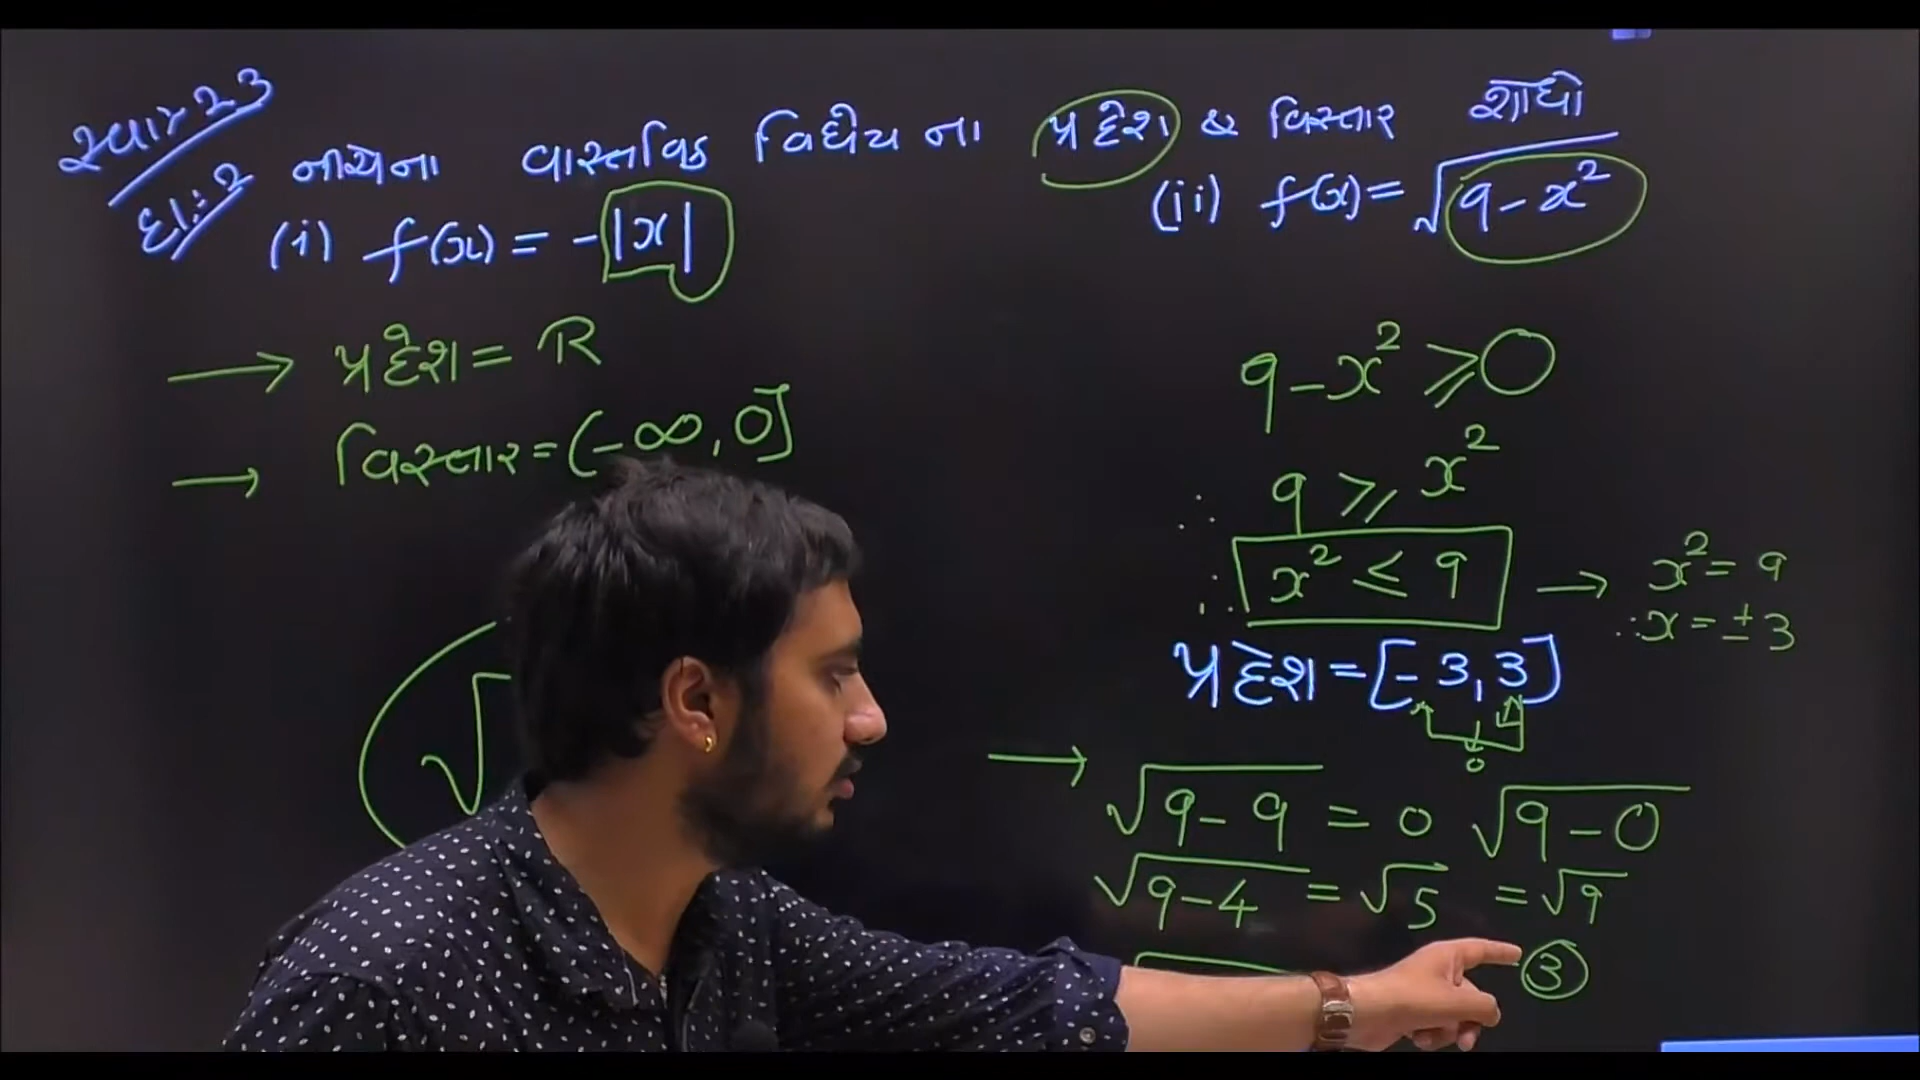 સ્વાધ્યાય 2.3
દા.: 2 નીચેના વાસ્તવિક વિધેય ના પ્રદેશ & વિસ્તાર શોધો
(i) f(x) = -|x|
(ii) f(x) = √9 - x²
→ પ્રદેશ = R
→ વિસ્તાર = (-∞, 0]
√
9 - x² ≥ 0
∴ 9 ≥ x²
∴ x² ≤ 9 → x² = 9
∴ x = ± 3
પ્રદેશ = [-3, 3]
0
→ √9 - 9 = 0 √9 - 0
√9 - 4 = √5 = √9
3